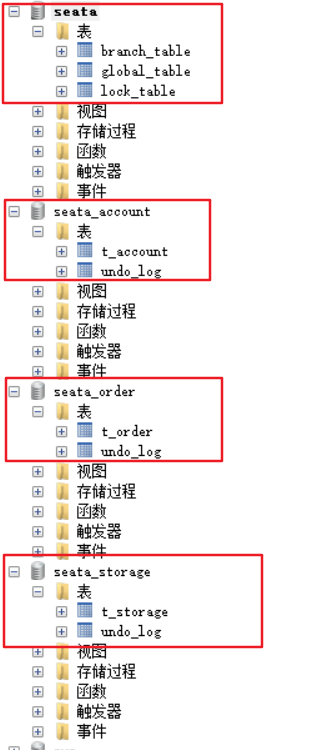 seata
表
branch_table
global_table
lock_table
视图
存储过程
函数
触发器
事件
seata_account
表
t_account
undo_log
视图
存储过程
函数
触发器
事件
seata_order
表
t_order
undo_log
视图
存储过程
函数
触发器
事件
seata_storage
表
t_storage
undo_log
视图
存储过程
函数
触发器
事件